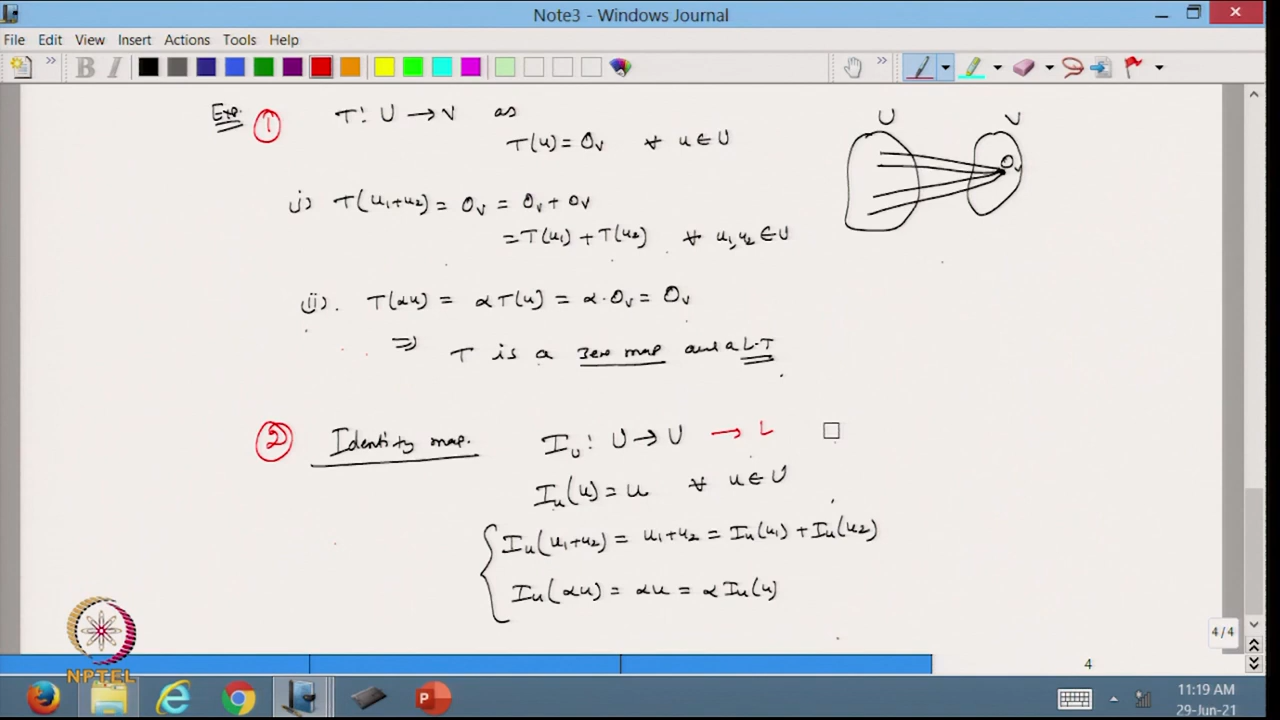 Note3 - Windows Journal
File Edit View Insert Actions Tools Help
Exp. 1 T: U → V as
T(u) = 0v ∀ u ∈ U
U V
0v
(i) T(u1+u2) = 0v = 0v + 0v
= T(u1) + T(u2) ∀ u1,u2 ∈ U
(ii). T(αu) = αT(u) = α·0v = 0v
⇒ T is a Zero map and a L.T
2 Identity map. Iu: U → U → L
Iu(u) = u ∀ u ∈ U
Iu(u1+u2) = u1+u2 = Iu(u1) + Iu(u2)
Iu(αu) = αu = αIu(u)
4/4
NPTEL
4
11:19 AM
29-Jun-21